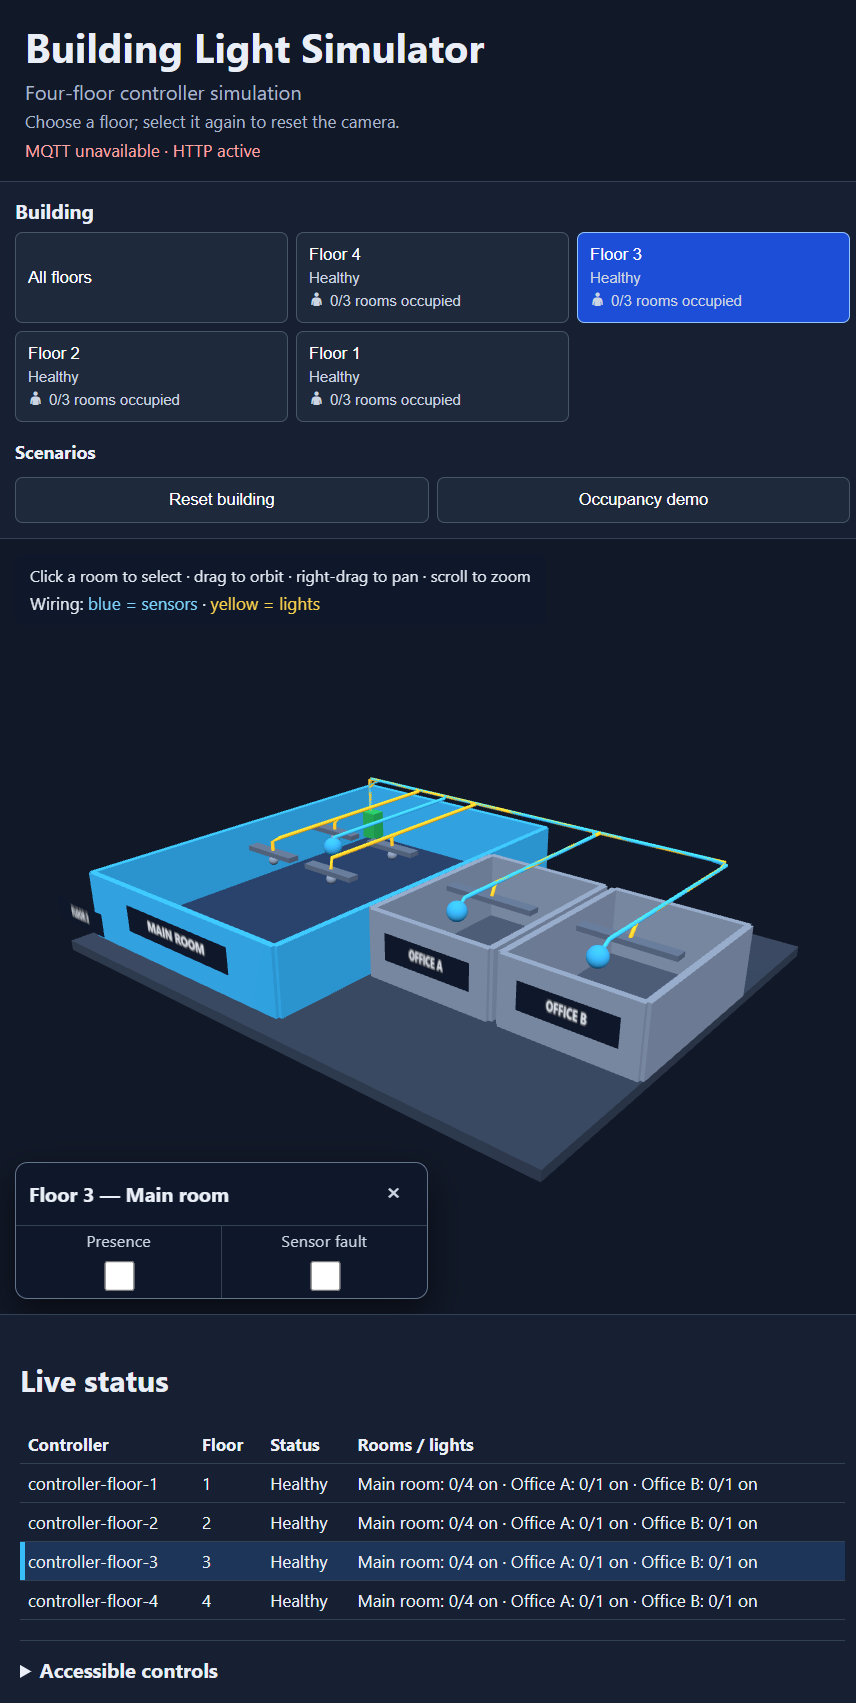 Building Light Simulator
Four-floor controller simulation
Choose a floor; select it again to reset the camera.
MQTT unavailable · HTTP active
Building
All floors
Floor 4
Healthy
0/3 rooms occupied
Floor 3
Healthy
0/3 rooms occupied
Floor 2
Healthy
0/3 rooms occupied
Floor 1
Healthy
0/3 rooms occupied
Scenarios
Reset building
Occupancy demo
Click a room to select · drag to orbit · right-drag to pan · scroll to zoom
Wiring: blue = sensors · yellow = lights
MAIN ROOM
OFFICE A
OFFICE B
Floor 3 — Main room
×
Presence
Sensor fault
Live status
Controller Floor Status Rooms / lights
controller-floor-1 1 Healthy Main room: 0/4 on · Office A: 0/1 on · Office B: 0/1 on
controller-floor-2 2 Healthy Main room: 0/4 on · Office A: 0/1 on · Office B: 0/1 on
controller-floor-3 3 Healthy Main room: 0/4 on · Office A: 0/1 on · Office B: 0/1 on
controller-floor-4 4 Healthy Main room: 0/4 on · Office A: 0/1 on · Office B: 0/1 on
Accessible controls